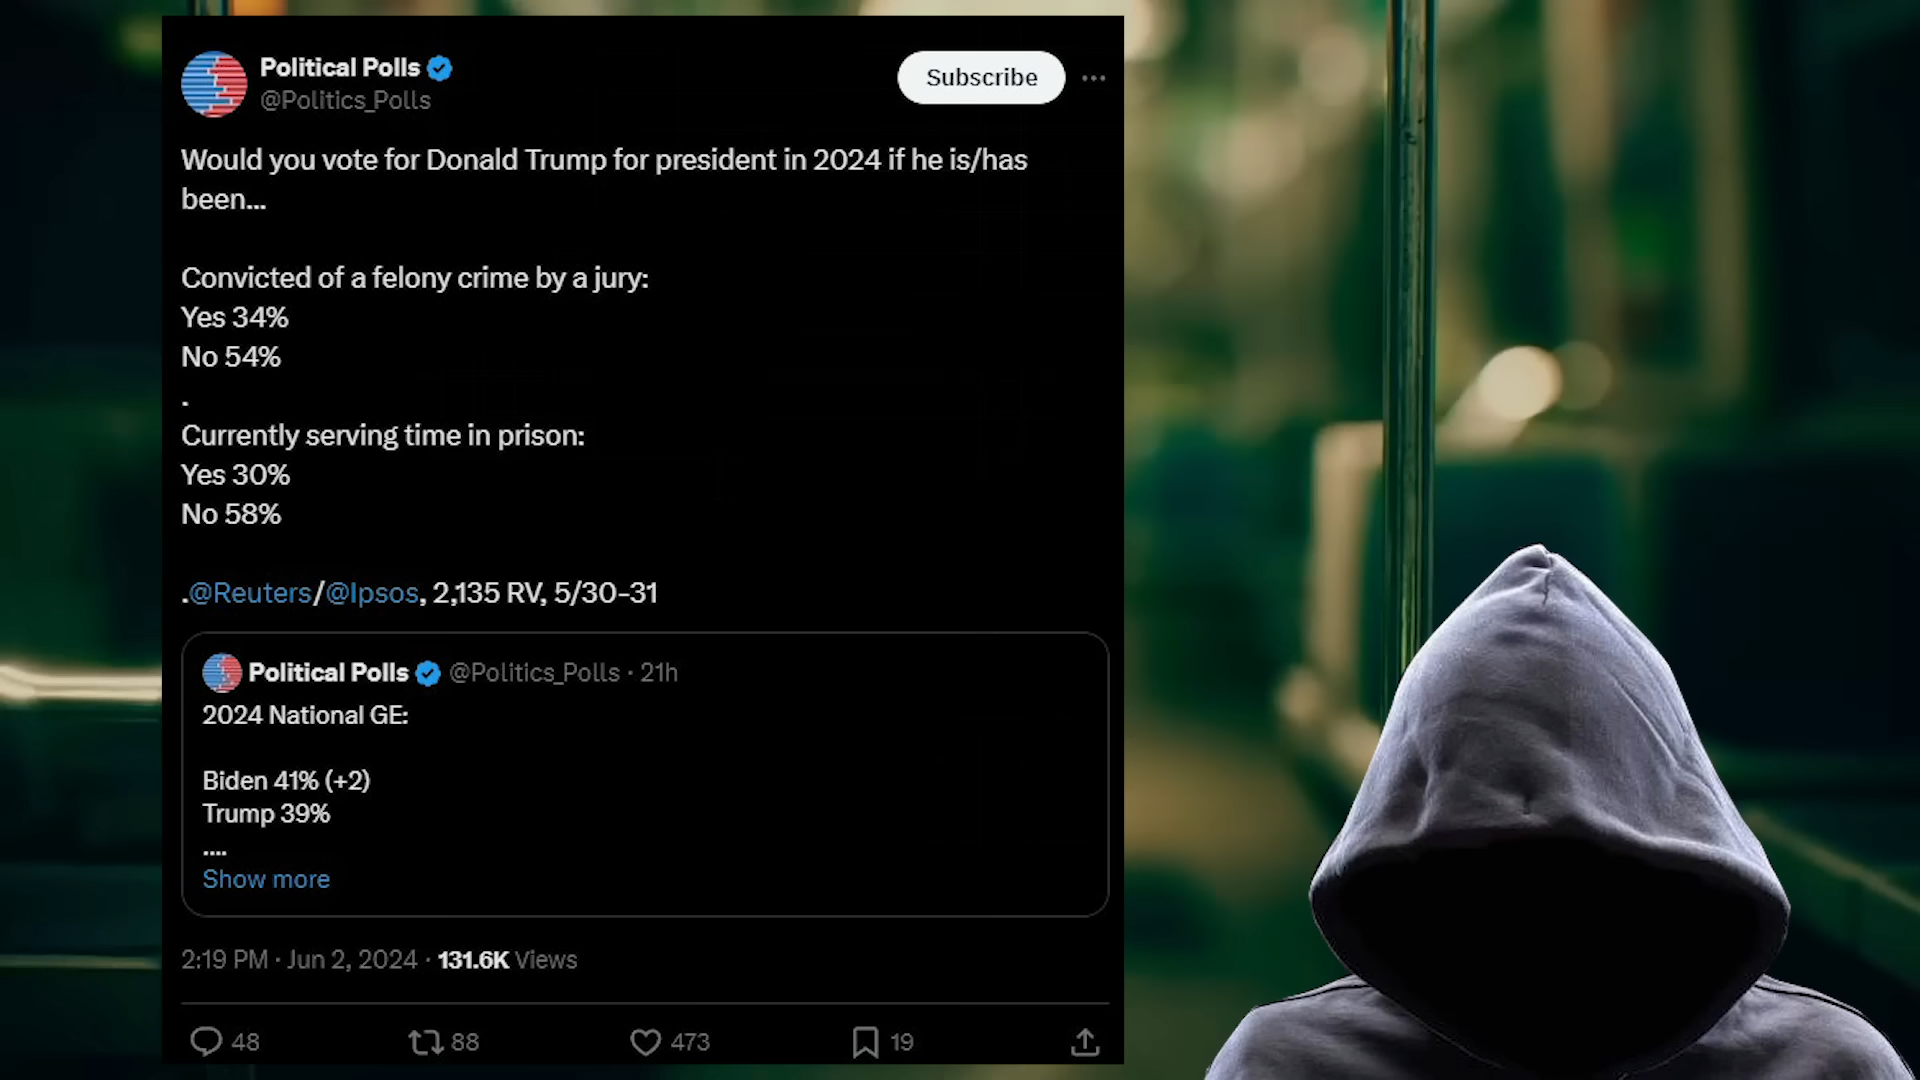 Political Polls
Subscribe
@Politics_Polls
Would you vote for Donald Trump for president in 2024 if he is/has
been...
Convicted of a felony crime by a jury:
Yes 34%
No 54%
.
Currently serving time in prison:
Yes 30%
No 58%
.@Reuters/@Ipsos, 2,135 RV, 5/30-31
Political Polls @Politics_Polls · 21h
2024 National GE:
Biden 41% (+2)
Trump 39%
....
Show more
2:19 PM · Jun 2, 2024 · 131.6K Views
48 88 473 19